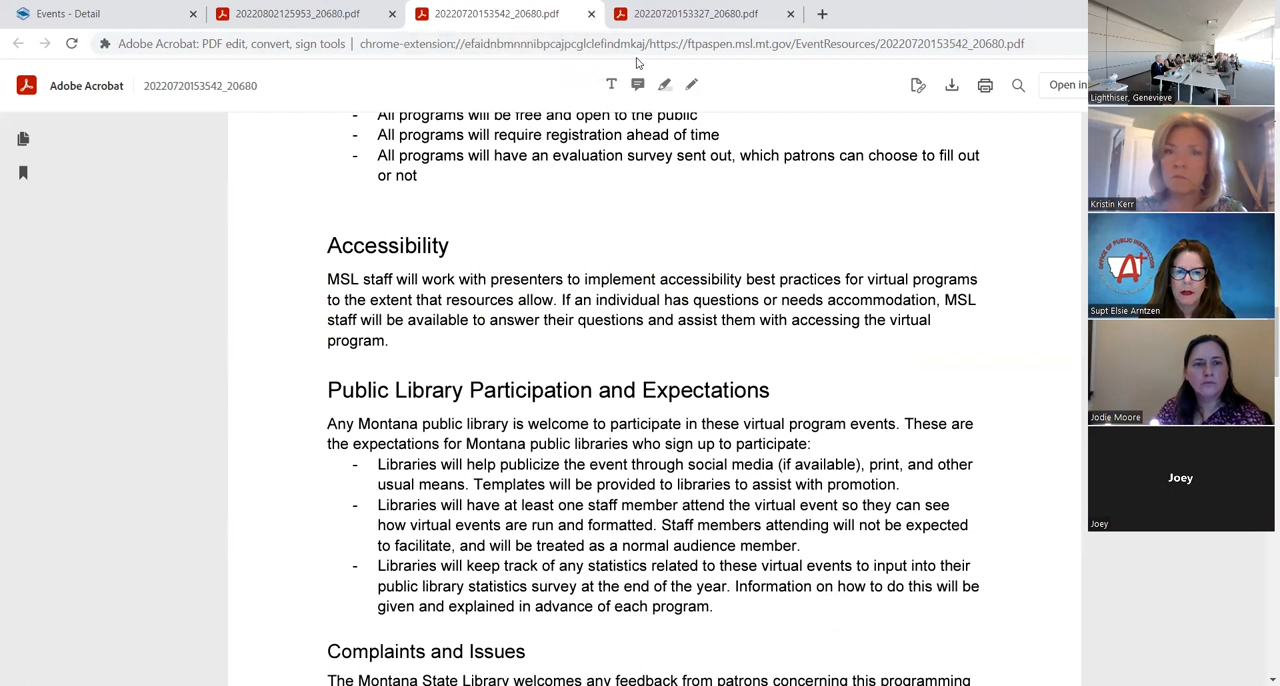 Events - Detail
20220802125953_20680.pdf
20220720153542_20680.pdf
20220720153327_20680.pdf
Adobe Acrobat: PDF edit, convert, sign tools
chrome-extension://efaidnbmnnnibpcajpcglclefindmkaj/https://ftpaspen.msl.mt.gov/EventResources/20220720153542_20680.pdf
Adobe Acrobat
20220720153542_20680
Open in
- All programs will be free and open to the public
- All programs will require registration ahead of time
- All programs will have an evaluation survey sent out, which patrons can choose to fill out
or not
Accessibility
MSL staff will work with presenters to implement accessibility best practices for virtual programs
to the extent that resources allow. If an individual has questions or needs accommodation, MSL
staff will be available to answer their questions and assist them with accessing the virtual
program.
Public Library Participation and Expectations
Any Montana public library is welcome to participate in these virtual program events. These are
the expectations for Montana public libraries who sign up to participate:
- Libraries will help publicize the event through social media (if available), print, and other
usual means. Templates will be provided to libraries to assist with promotion.
- Libraries will have at least one staff member attend the virtual event so they can see
how virtual events are run and formatted. Staff members attending will not be expected
to facilitate, and will be treated as a normal audience member.
- Libraries will keep track of any statistics related to these virtual events to input into their
public library statistics survey at the end of the year. Information on how to do this will be
given and explained in advance of each program.
Complaints and Issues
The Montana State Library welcomes any feedback from patrons concerning this programming
Lighthiser, Genevieve
Kristin Kerr
OFFICE OF PUBLIC INSTRUCTION
A+
Supt Elsie Arntzen
Jodie Moore
Joey
Joey